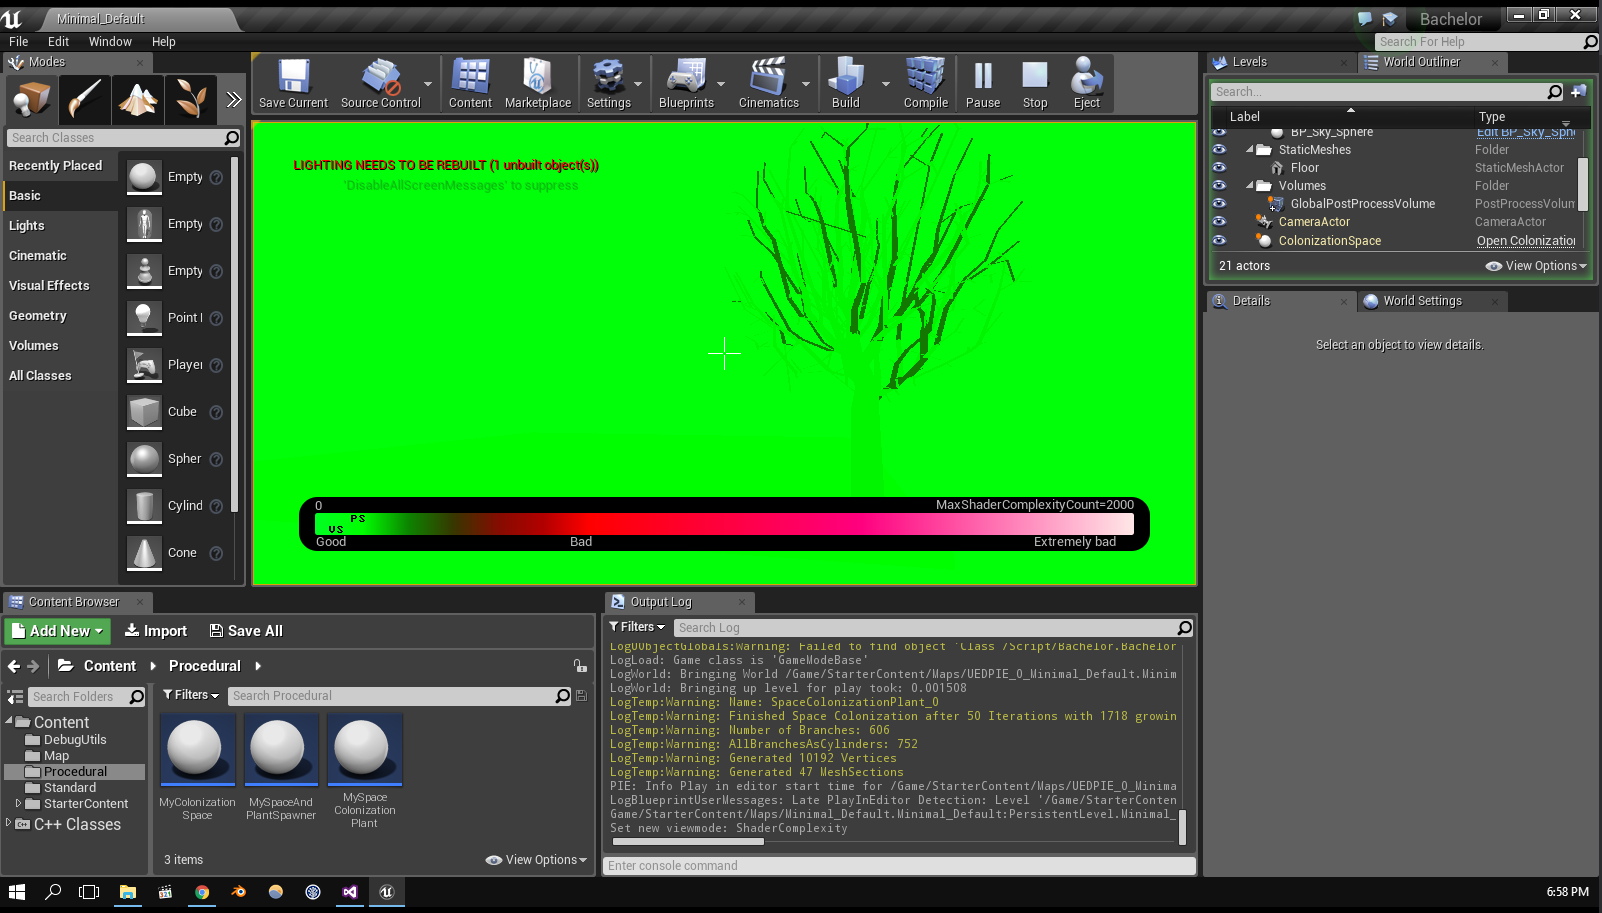 Minimal_Default
Bachelor
File Edit Window Help
Search For Help
Modes
Search Classes
Recently Placed
Basic
Lights
Cinematic
Visual Effects
Geometry
Volumes
All Classes
Empty
Empty
Empty
Point
Player
Cube
Spher
Cylind
Cone
Save Current
Source Control
Content
Marketplace
Settings
Blueprints
Cinematics
Build
Compile
Pause
Stop
Eject
LIGHTING NEEDS TO BE REBUILT (1 unbuilt object(s))
'DisableAllScreenMessages' to suppress
0
MaxShaderComplexityCount=2000
PS
VS
Good
Bad
Extremely bad
Levels
World Outliner
Search...
Label Type
BP_Sky_Sphere Edit BP_Sky_Sph
StaticMeshes Folder
Floor StaticMeshActor
Volumes Folder
GlobalPostProcessVolume PostProcessVolum
CameraActor CameraActor
ColonizationSpace Open Colonizatio
21 actors
View Options
Details
World Settings
Select an object to view details.
Content Browser
Add New
Import
Save All
Content
Procedural
Search Folders
Filters
Search Procedural
Content
DebugUtils
Map
Procedural
Standard
StarterContent
C++ Classes
MyColonization
Space
MySpaceAnd
PlantSpawner
MySpace
Colonization
Plant
3 items
View Options
Output Log
Filters
Search Log
LogUObjectGlobals:Warning: Failed to find object 'Class /Script/Bachelor.Bachelor
LogLoad: Game class is 'GameModeBase'
LogWorld: Bringing World /Game/StarterContent/Maps/UEDPIE_0_Minimal_Default.Minim
LogWorld: Bringing up level for play took: 0.001508
LogTemp:Warning: Name: SpaceColonizationPlant_0
LogTemp:Warning: Finished Space Colonization after 50 Iterations with 1718 growin
LogTemp:Warning: Number of Branches: 606
LogTemp:Warning: AllBranchesAsCylinders: 752
LogTemp:Warning: Generated 10192 Vertices
LogTemp:Warning: Generated 47 MeshSections
PIE: Info Play in editor start time for /Game/StarterContent/Maps/UEDPIE_0_Minima
LogBlueprintUserMessages: Late PlayInEditor Detection: Level '/Game/StarterConten
Game/StarterContent/Maps/Minimal_Default.Minimal_Default:PersistentLevel.Minimal_
Set new viewmode: ShaderComplexity
Enter console command
6:58 PM